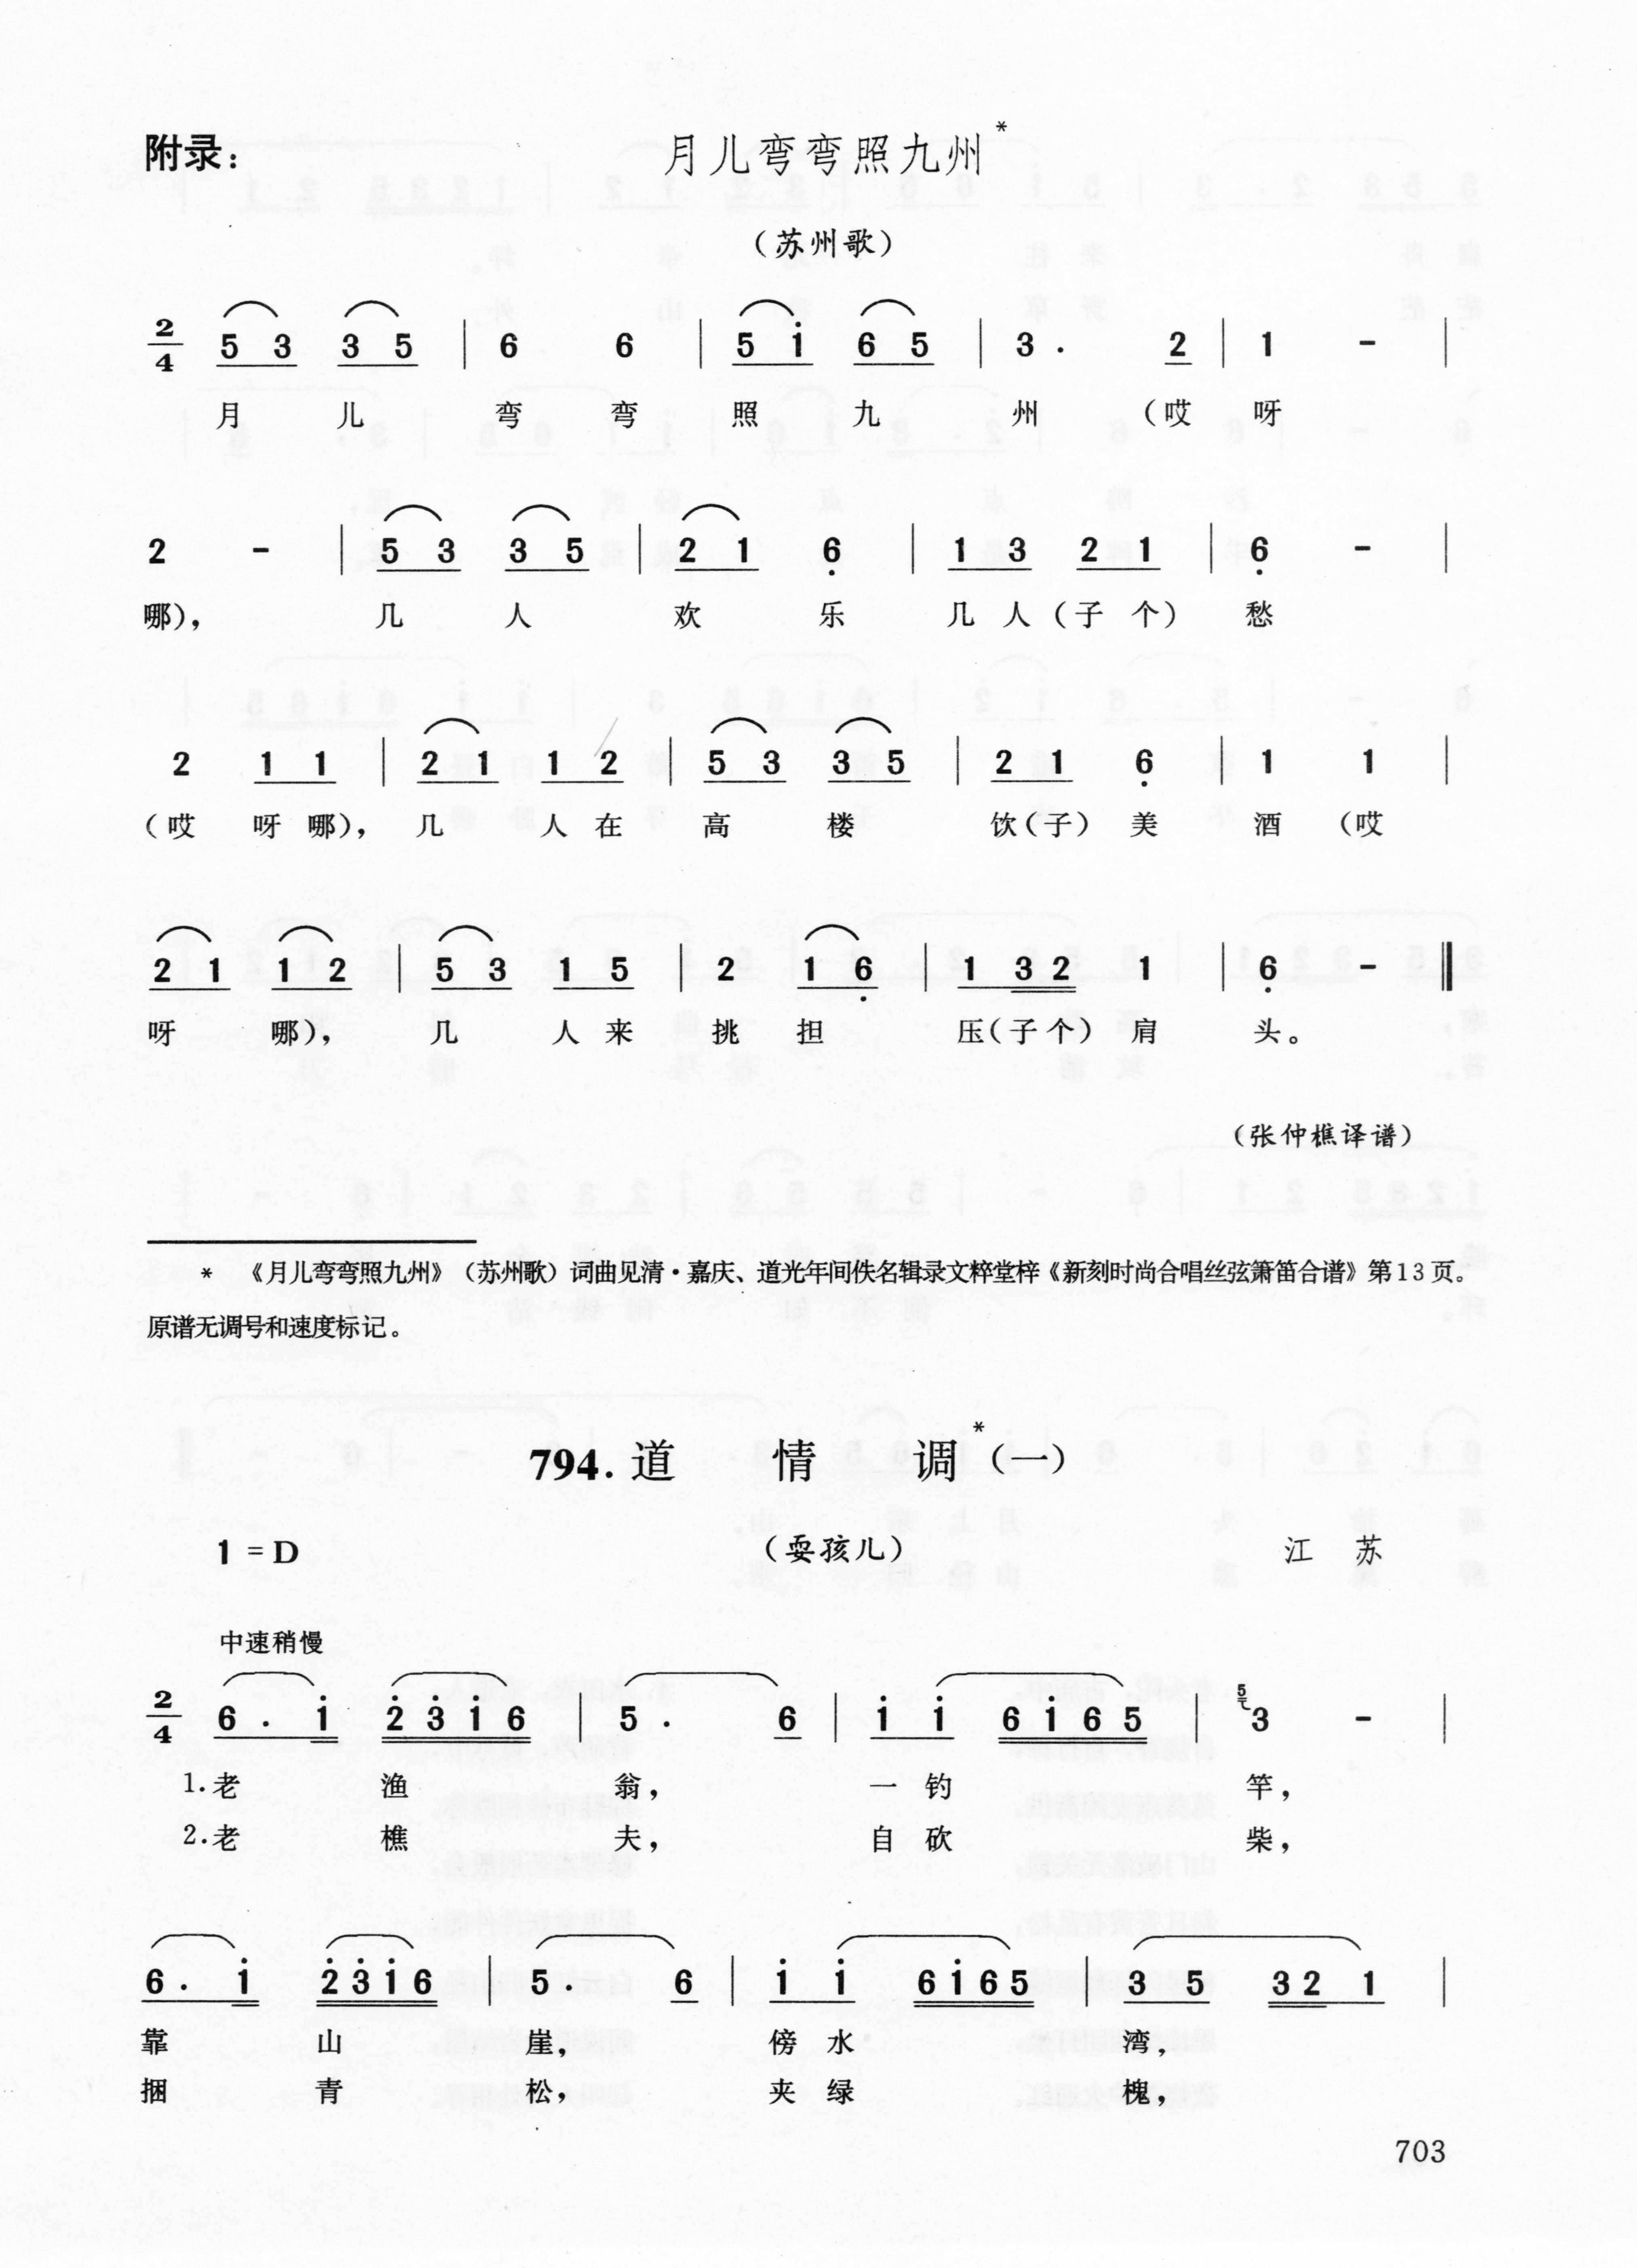 附录：
月儿弯弯照九州*
（苏州歌）
2/4 5 3 3 5 | 6 6 | 5 i̇ 6 5 | 3 · 2 | 1 - |
月 儿 弯 弯 照 九 州 （哎 呀
2 - | 5 3 3 5 | 2 1 6̣ | 1 3 2 1 | 6̣ - |
哪）， 几 人 欢 乐 几 人（子 个） 愁
2 1 1 | 2 1 1 2 | 5 3 3 5 | 2 1 6̣ | 1 1 |
（哎 呀 哪）， 几 人 在 高 楼 饮（子）美 酒 （哎
2 1 1 2 | 5 3 1 5 | 2 1 6̣ | 1 3 2 1 | 6̣ - ‖
呀 哪）， 几 人 来 挑 担 压（子 个）肩 头。
（张仲樵译谱）
* 《月儿弯弯照九州》（苏州歌）词曲见清·嘉庆、道光年间佚名辑录文粹堂梓《新刻时尚合唱丝弦箫笛合谱》第13页。
原谱无调号和速度标记。
794. 道 情 调*（一）
1 = D （耍孩儿） 江 苏
中速稍慢
2/4 6 · 1̇ 2̇ 3̇ 1̇ 6 | 5 · 6 | 1̇ 1̇ 6 1̇ 6 5 | 5 3 - |
1.老 渔 翁， 一 钓 竿，
2.老 樵 夫， 自 砍 柴，
6 · 1̇ 2̇ 3̇ 1̇ 6 | 5 · 6 | 1̇ 1̇ 6 1̇ 6 5 | 3 5 3 2 1 |
靠 山 崖， 傍 水 湾，
捆 青 松， 夹 绿 槐，
703